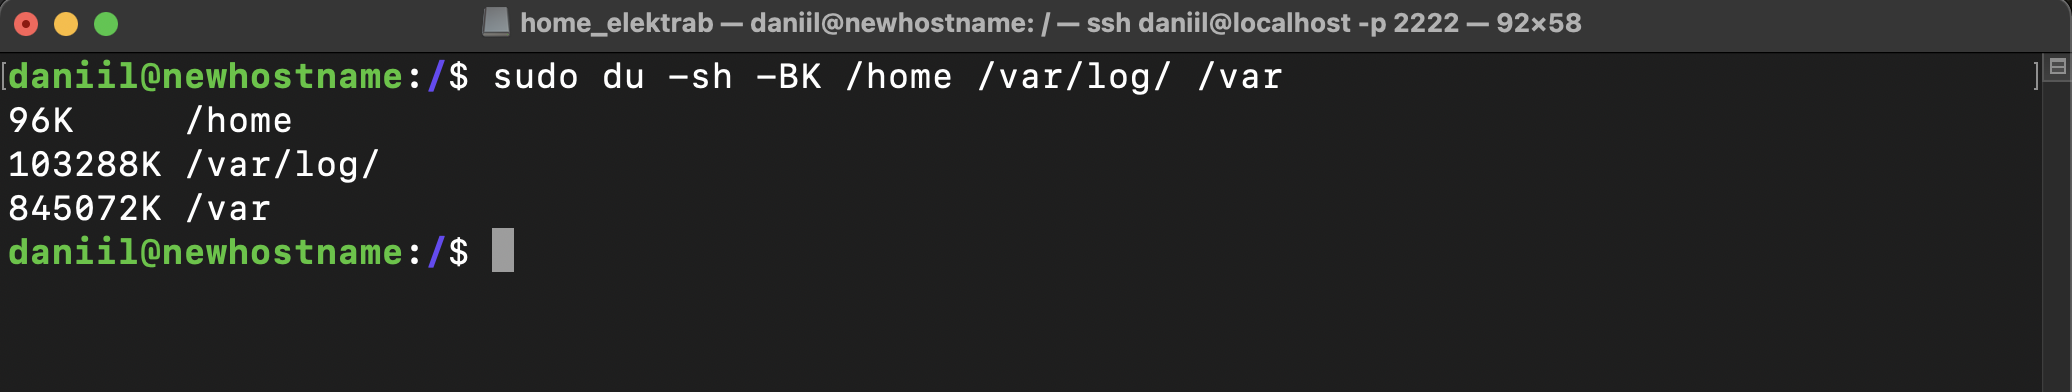 home_elektrab — daniil@newhostname: / — ssh daniil@localhost -p 2222 — 92×58
[daniil@newhostname:/$ sudo du -sh -BK /home /var/log/ /var ]
96K     /home
103288K /var/log/
845072K /var
daniil@newhostname:/$